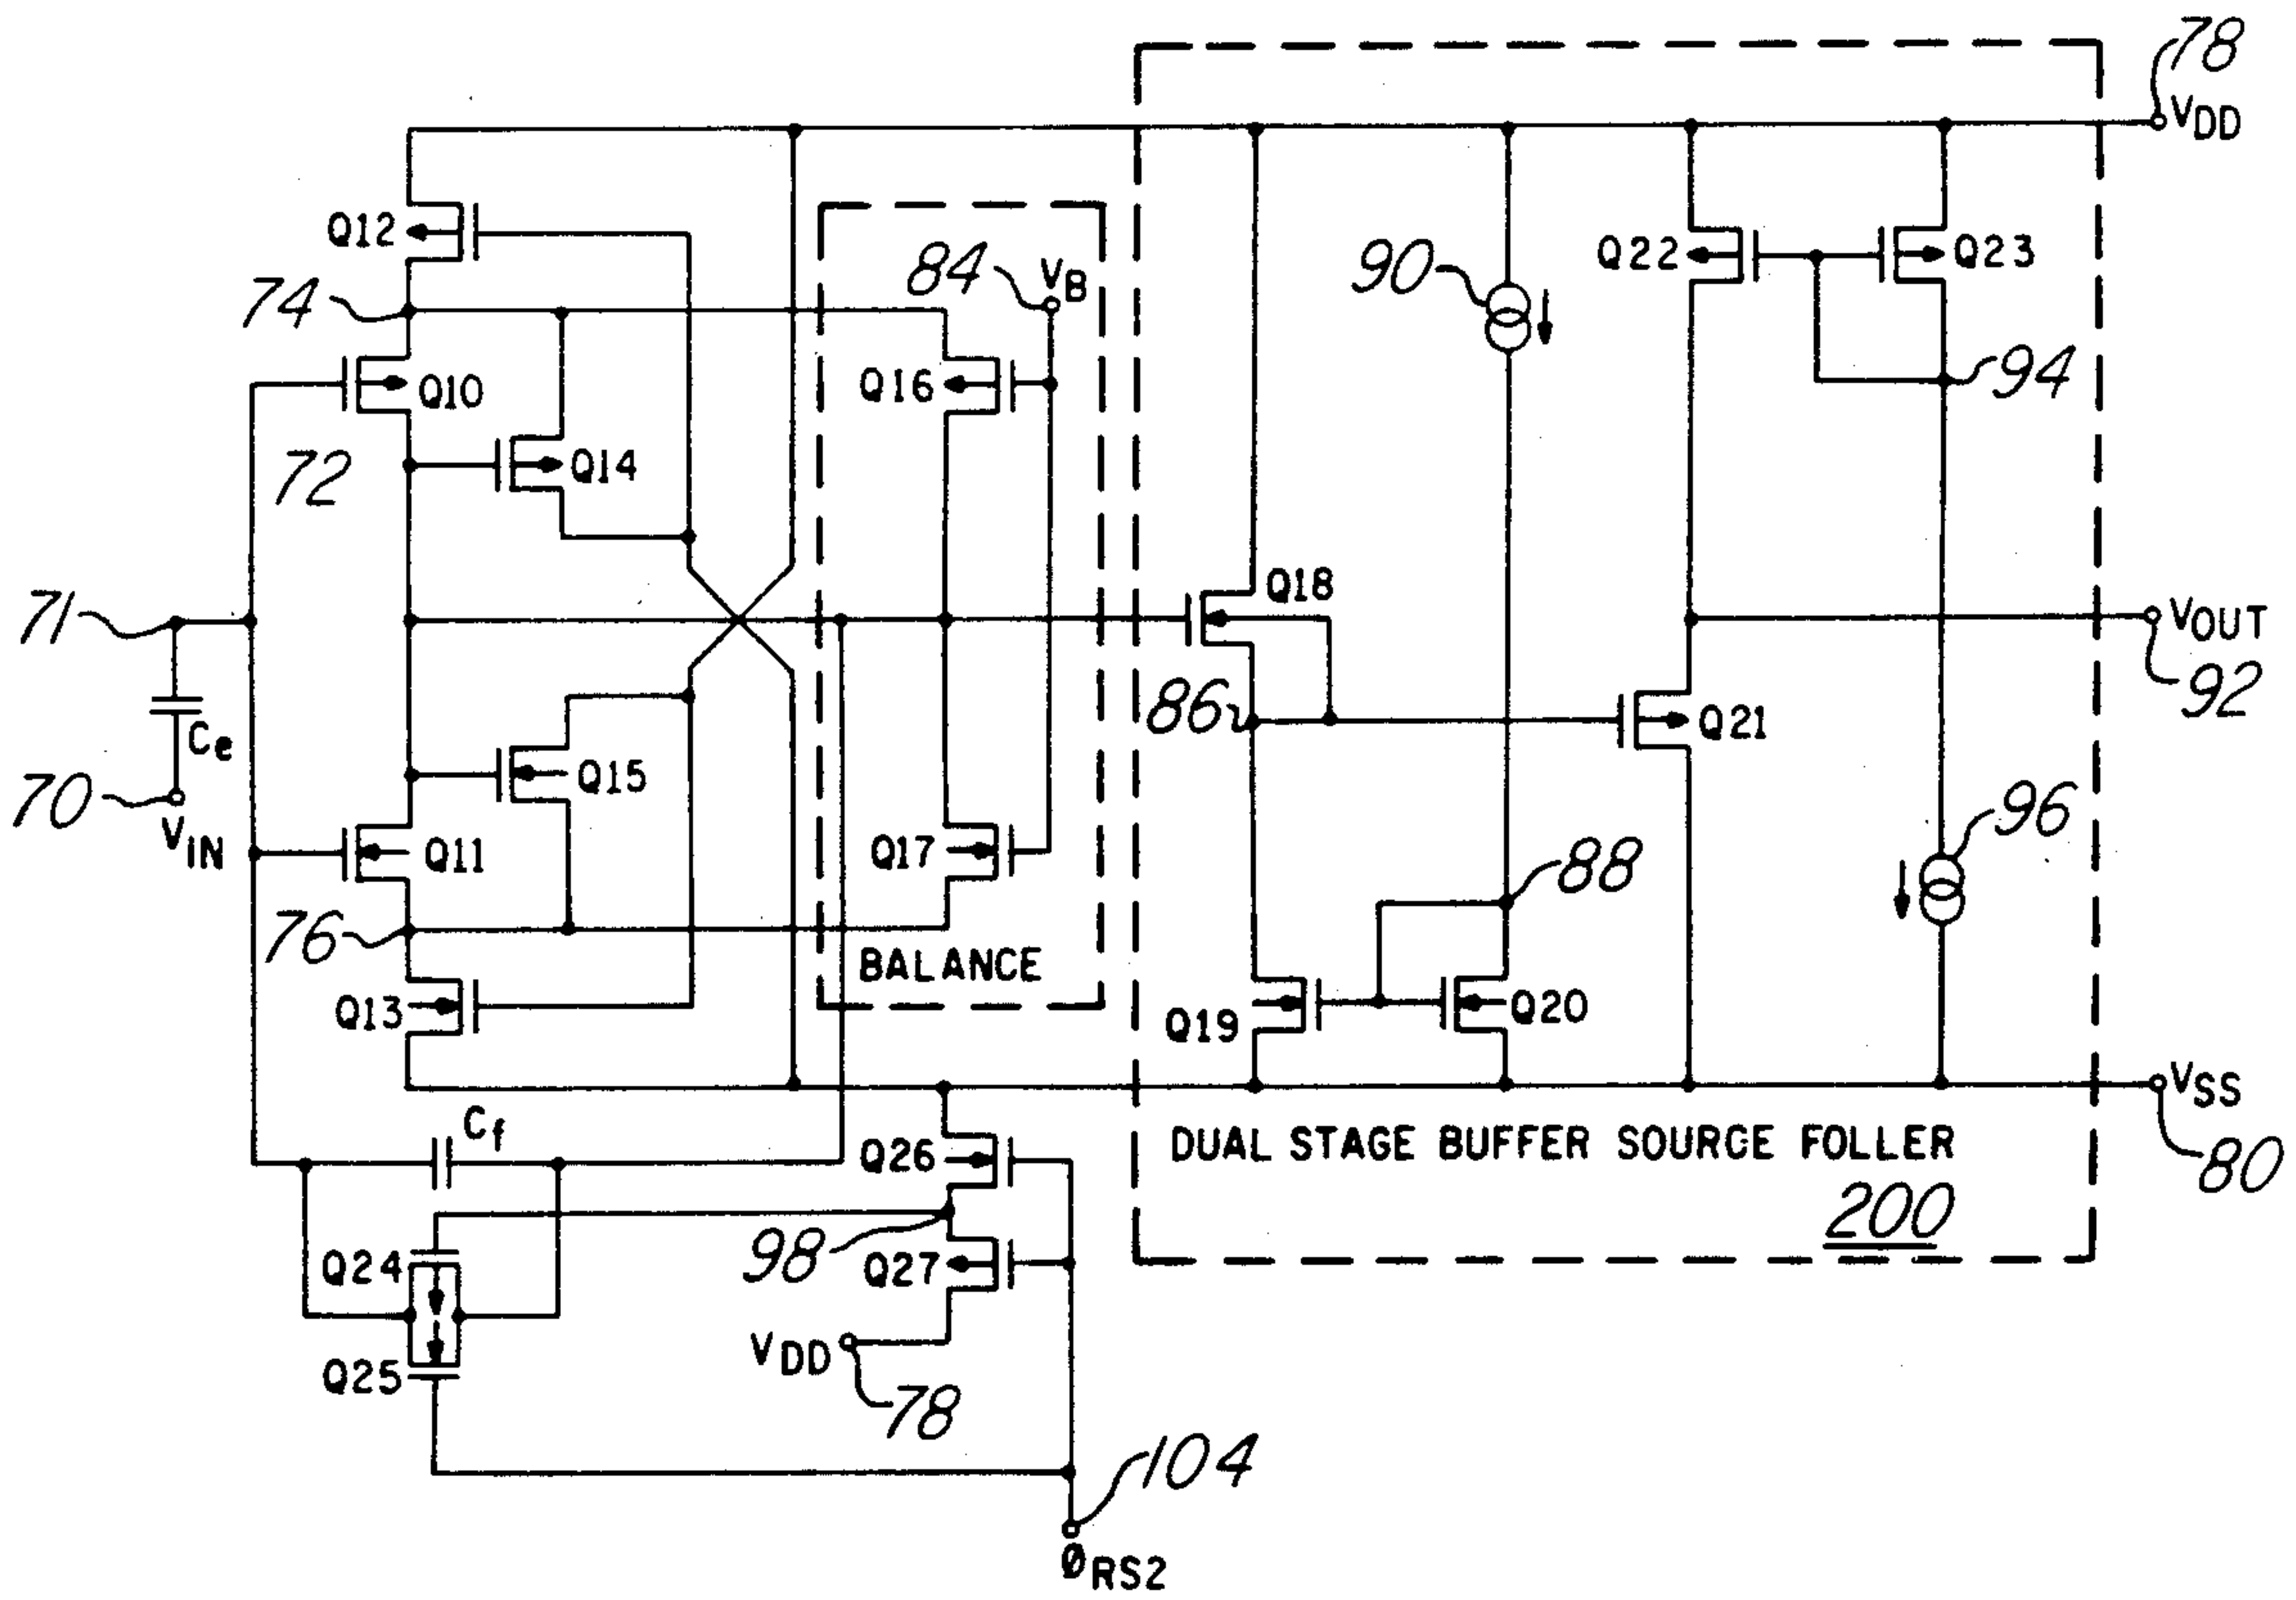 78
VDD
Q12
84
VB
90
Q22
Q23
74
Q10
Q16
94
72
Q14
71
Q18
VOUT
92
86
Q21
Ce
70
VIN
Q15
Q11
Q17
88
96
76
BALANCE
Q13
Q19
Q20
VSS
80
Cf
Q26
DUAL STAGE BUFFER SOURCE FOLLER
200
98
Q24
Q27
VDD
78
Q25
104
ØRS2